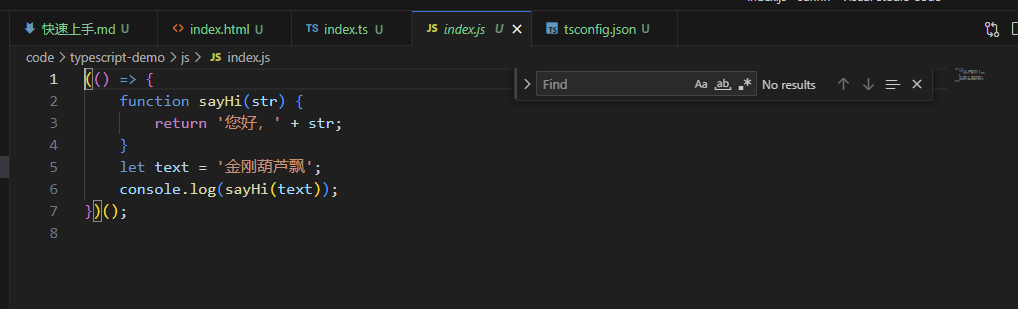 快速上手.md U
<> index.html U
TS index.ts U
JS index.js U ×
TS tsconfig.json U
code > typescript-demo > js > JS index.js
> Find Aa ab .* No results
1 (() => {
2 function sayHi(str) {
3 return '您好，' + str;
4 }
5 let text = '金刚葫芦飘';
6 console.log(sayHi(text));
7 })();
8